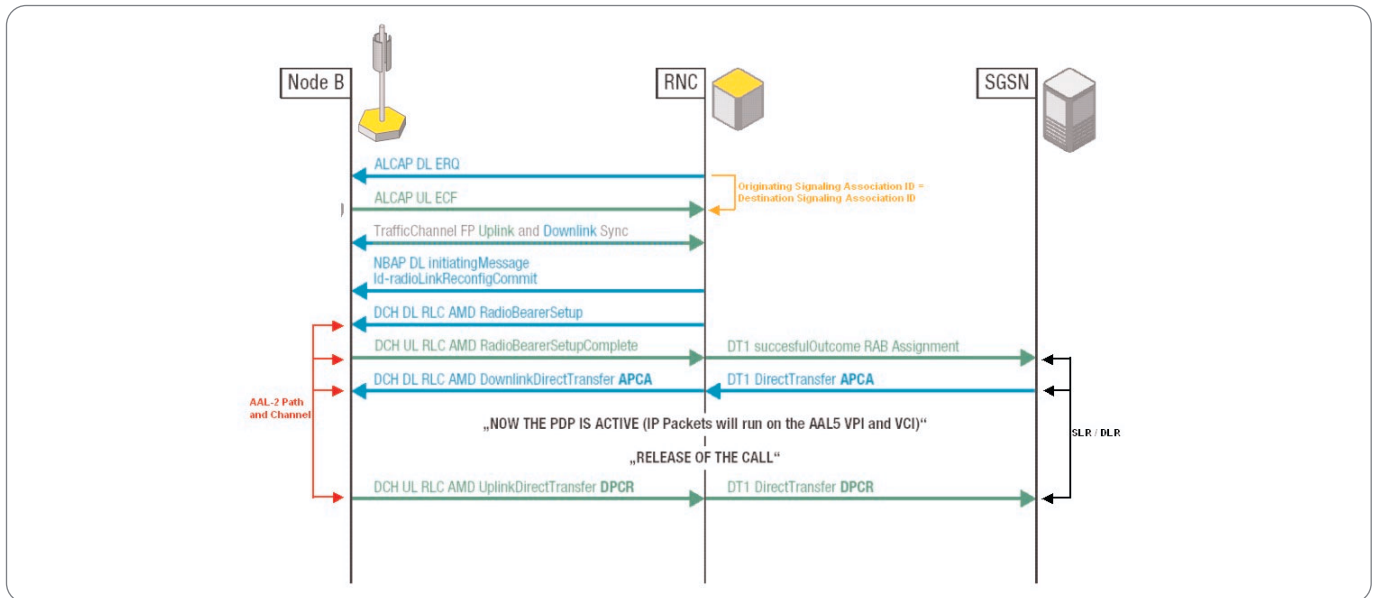 Node B
RNC
SGSN
ALCAP DL ERQ
Originating Signaling Association ID =
Destination Signaling Association ID
ALCAP UL ECF
TrafficChannel FP Uplink and Downlink Sync
NBAP DL initiatingMessage
Id-radioLinkReconfigCommit
DCH DL RLC AMD RadioBearerSetup
DCH UL RLC AMD RadioBearerSetupComplete
DT1 succesfulOutcome RAB Assignment
DCH DL RLC AMD DownlinkDirectTransfer APCA
DT1 DirectTransfer APCA
AAL-2 Path
and Channel
„NOW THE PDP IS ACTIVE (IP Packets will run on the AAL5 VPI and VCI)“
SLR / DLR
„RELEASE OF THE CALL“
DCH UL RLC AMD UplinkDirectTransfer DPCR
DT1 DirectTransfer DPCR